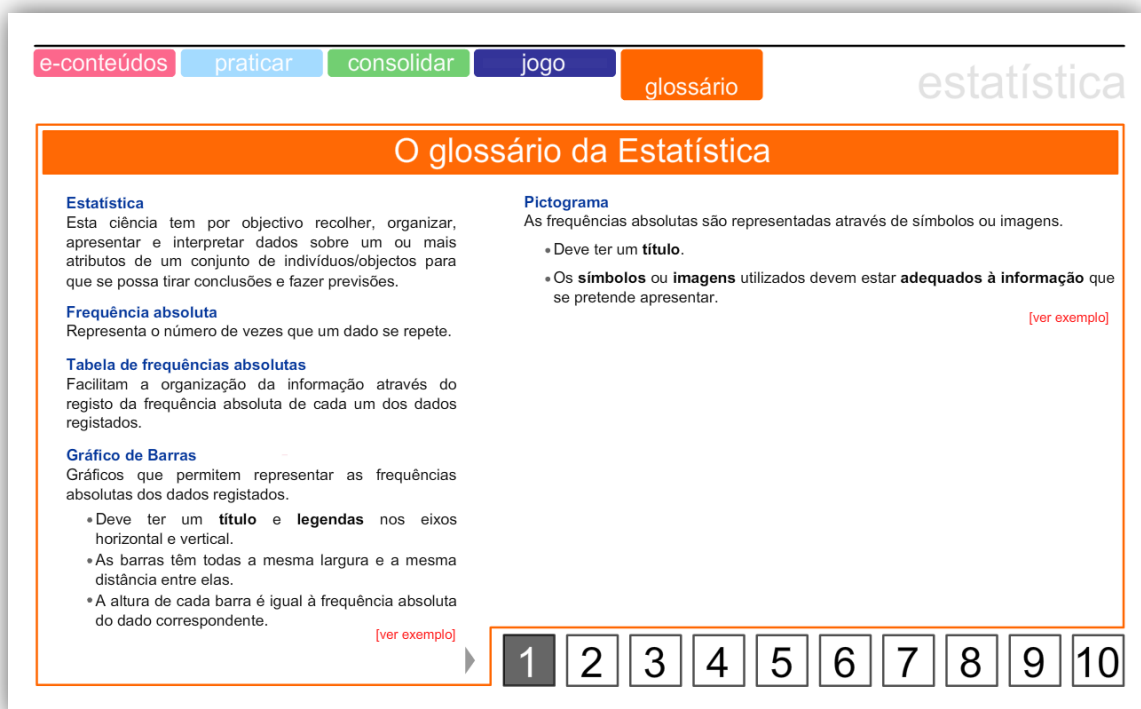 e-conteúdos praticar consolidar jogo glossário estatística
O glossário da Estatística
Estatística
Esta ciência tem por objectivo recolher, organizar,
apresentar e interpretar dados sobre um ou mais
atributos de um conjunto de indivíduos/objectos para
que se possa tirar conclusões e fazer previsões.
Frequência absoluta
Representa o número de vezes que um dado se repete.
Tabela de frequências absolutas
Facilitam a organização da informação através do
registo da frequência absoluta de cada um dos dados
registados.
Gráfico de Barras
Gráficos que permitem representar as frequências
absolutas dos dados registados.
• Deve ter um título e legendas nos eixos
horizontal e vertical.
• As barras têm todas a mesma largura e a mesma
distância entre elas.
• A altura de cada barra é igual à frequência absoluta
do dado correspondente.
[ver exemplo]
Pictograma
As frequências absolutas são representadas através de símbolos ou imagens.
• Deve ter um título.
• Os símbolos ou imagens utilizados devem estar adequados à informação que
se pretende apresentar.
[ver exemplo]
1 2 3 4 5 6 7 8 9 10